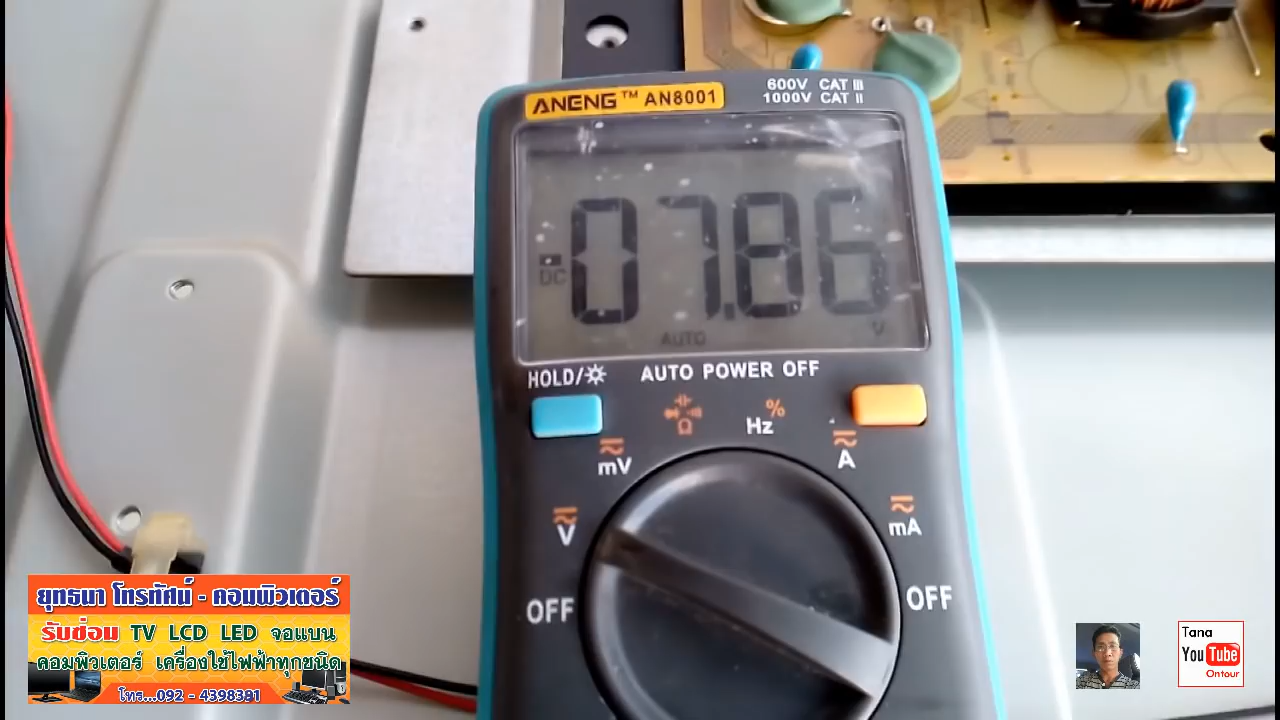 ANENG™ AN8001
600V CAT III
1000V CAT II
07.86
DC
AUTO
V
HOLD/
AUTO POWER OFF
%
Hz
Ω
mV
A
V
mA
OFF
OFF
ยุทธนา โทรทัศน์ - คอมพิวเตอร์
รับซ่อม TV LCD LED จอแบน
คอมพิวเตอร์ เครื่องใช้ไฟฟ้าทุกชนิด
โทร...092 - 4398391
Tana
YouTube
Ontour